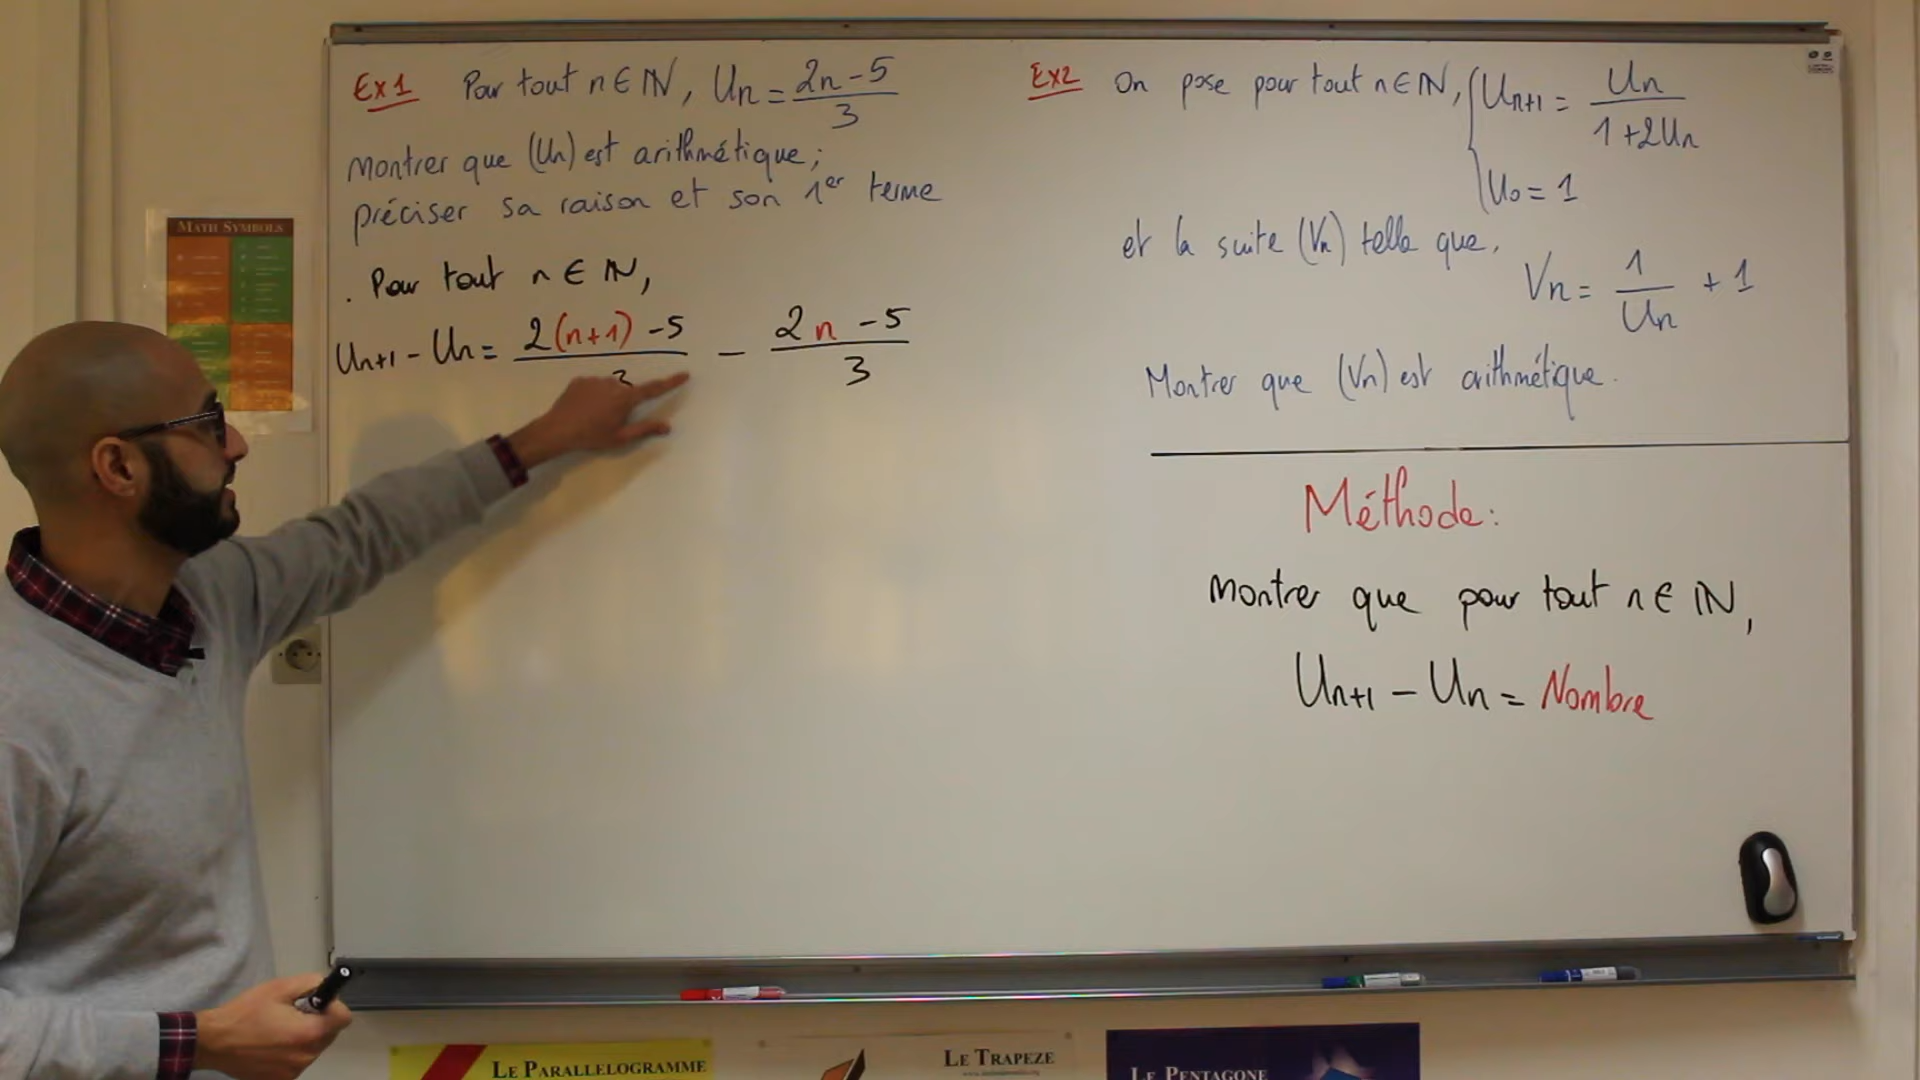 Ex1 Pour tout n ∈ ℕ, Un = (2n - 5)/3
Montrer que (Un) est arithmétique;
préciser sa raison et son 1er terme
. Pour tout n ∈ ℕ,
Un+1 - Un = (2(n+1) - 5)/3 - (2n - 5)/3
Ex2 On pose pour tout n ∈ ℕ, { Un+1 = Un/(1 + 2Un)
U0 = 1
et la suite (Vn) telle que,
Vn = 1/Un + 1
Montrer que (Vn) est arithmétique.
Méthode:
Montrer que pour tout n ∈ ℕ,
Un+1 - Un = Nombre
MATH SYMBOLS
LE PARALLELOGRAMME
LE TRAPEZE
LE PENTAGONE